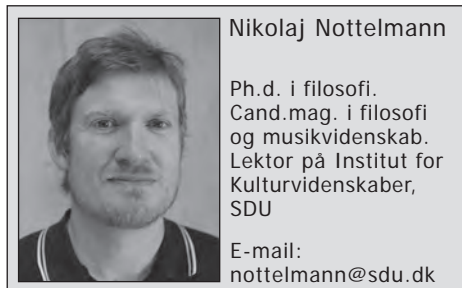 Nikolaj Nottelmann
Ph.d. i filosofi.
Cand.mag. i filosofi
og musikvidenskab.
Lektor på Institut for
Kulturvidenskaber,
SDU
E-mail:
nottelmann@sdu.dk